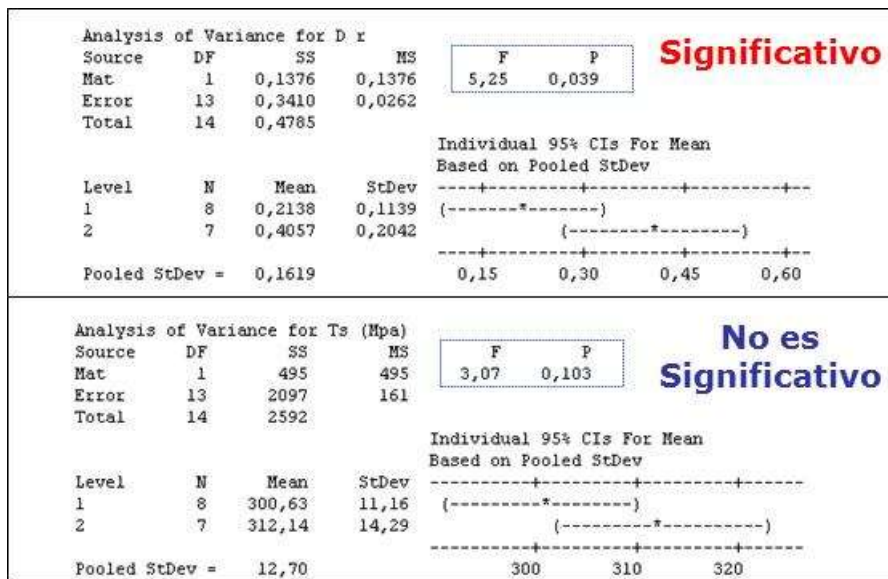 Analysis of Variance for D r
Source DF SS MS F P
Mat 1 0,1376 0,1376 5,25 0,039
Error 13 0,3410 0,0262
Total 14 0,4785
Significativo
Individual 95% CIs For Mean
Based on Pooled StDev
Level N Mean StDev ----+---------+---------+---------+--
1 8 0,2138 0,1139 (-------*-------)
2 7 0,4057 0,2042 (--------*--------)
----+---------+---------+---------+--
Pooled StDev = 0,1619 0,15 0,30 0,45 0,60
Analysis of Variance for Ts (Mpa)
Source DF SS MS F P
Mat 1 495 495 3,07 0,103
Error 13 2097 161
Total 14 2592
No es
Significativo
Individual 95% CIs For Mean
Based on Pooled StDev
Level N Mean StDev ----------+---------+---------+------
1 8 300,63 11,16 (---------*--------)
2 7 312,14 14,29 (---------*----------)
----------+---------+---------+------
Pooled StDev = 12,70 300 310 320